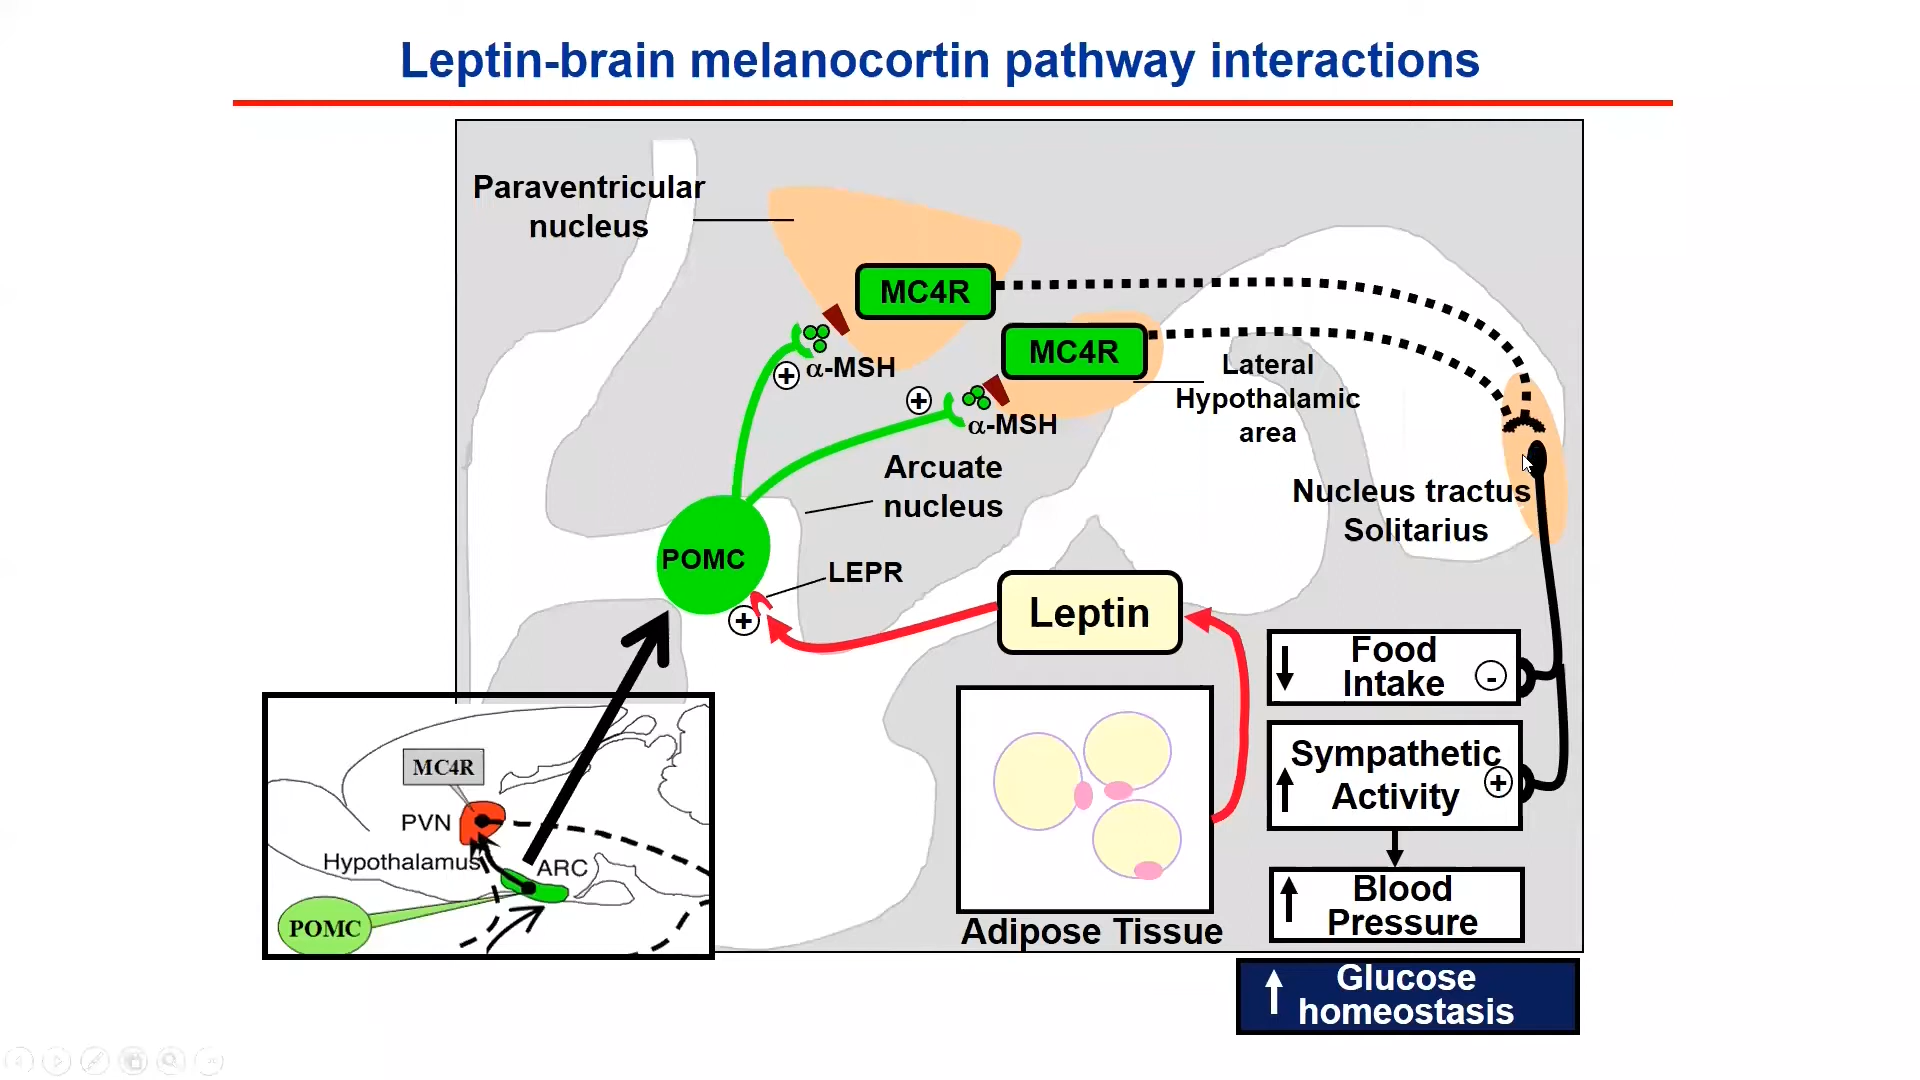 Leptin-brain melanocortin pathway interactions
Paraventricular
nucleus
MC4R
MC4R
α-MSH
α-MSH
Lateral
Hypothalamic
area
Arcuate
nucleus
Nucleus tractus
Solitarius
POMC
LEPR
+
+
+
Leptin
Food
Intake
-
Sympathetic
Activity
+
Blood
Pressure
Adipose Tissue
Glucose
homeostasis
MC4R
PVN
Hypothalamus
ARC
POMC